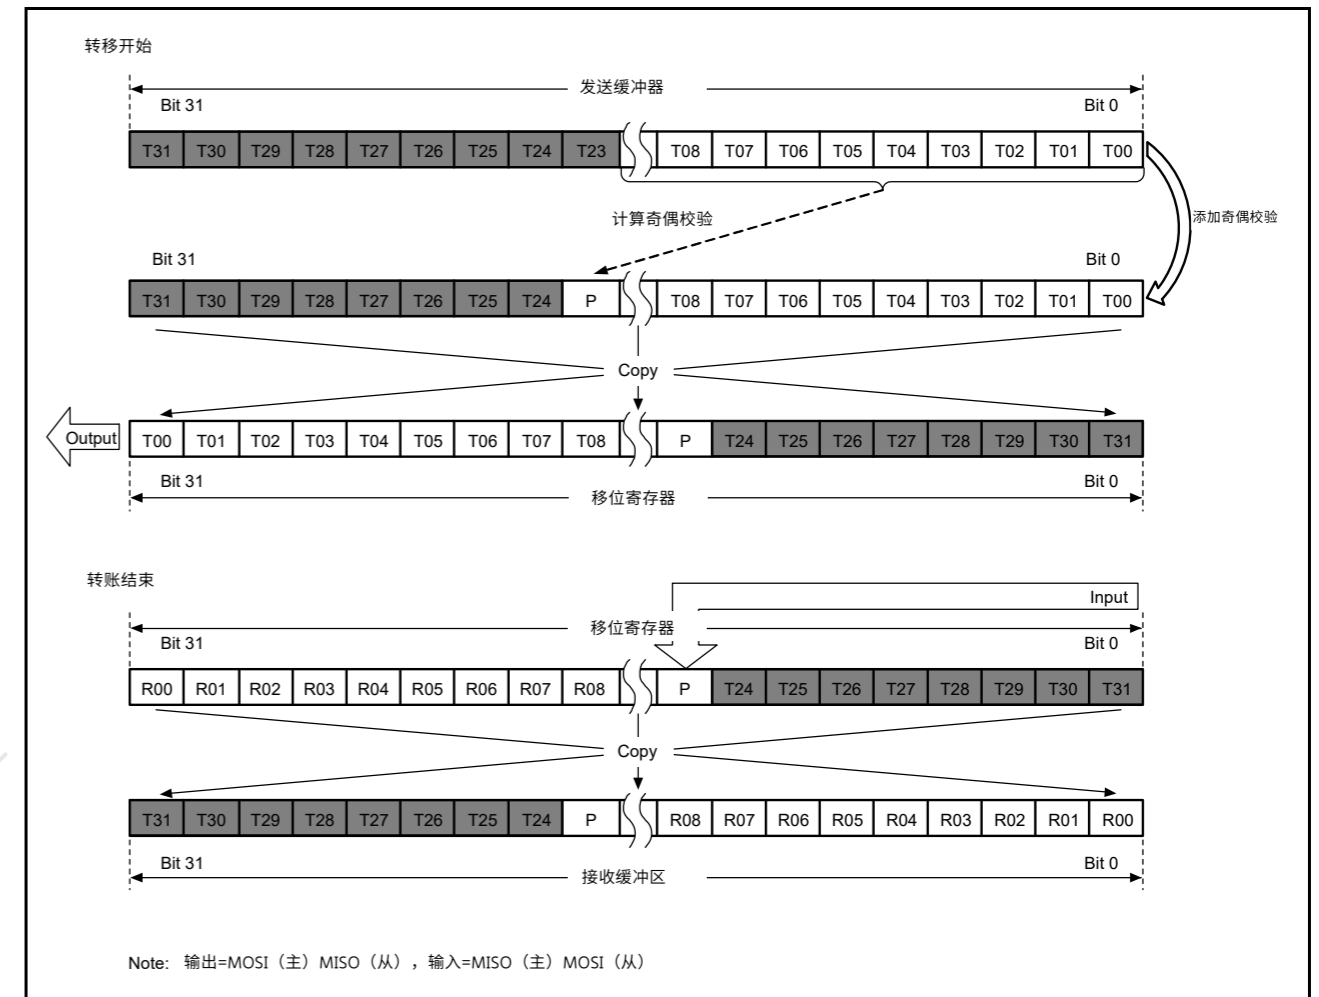 转移开始
发送缓冲器
Bit 31 Bit 0
T31 T30 T29 T28 T27 T26 T25 T24 T23 T08 T07 T06 T05 T04 T03 T02 T01 T00
计算奇偶校验 添加奇偶校验
Bit 31 Bit 0
T31 T30 T29 T28 T27 T26 T25 T24 P T08 T07 T06 T05 T04 T03 T02 T01 T00
Copy
Output T00 T01 T02 T03 T04 T05 T06 T07 T08 P T24 T25 T26 T27 T28 T29 T30 T31
Bit 31 Bit 0
移位寄存器
转账结束
Input
移位寄存器
Bit 31 Bit 0
R00 R01 R02 R03 R04 R05 R06 R07 R08 P T24 T25 T26 T27 T28 T29 T30 T31
Copy
T31 T30 T29 T28 T27 T26 T25 T24 P R08 R07 R06 R05 R04 R03 R02 R01 R00
Bit 31 Bit 0
接收缓冲区
Note: 输出=MOSI（主）MISO（从），输入=MISO（主）MOSI（从）